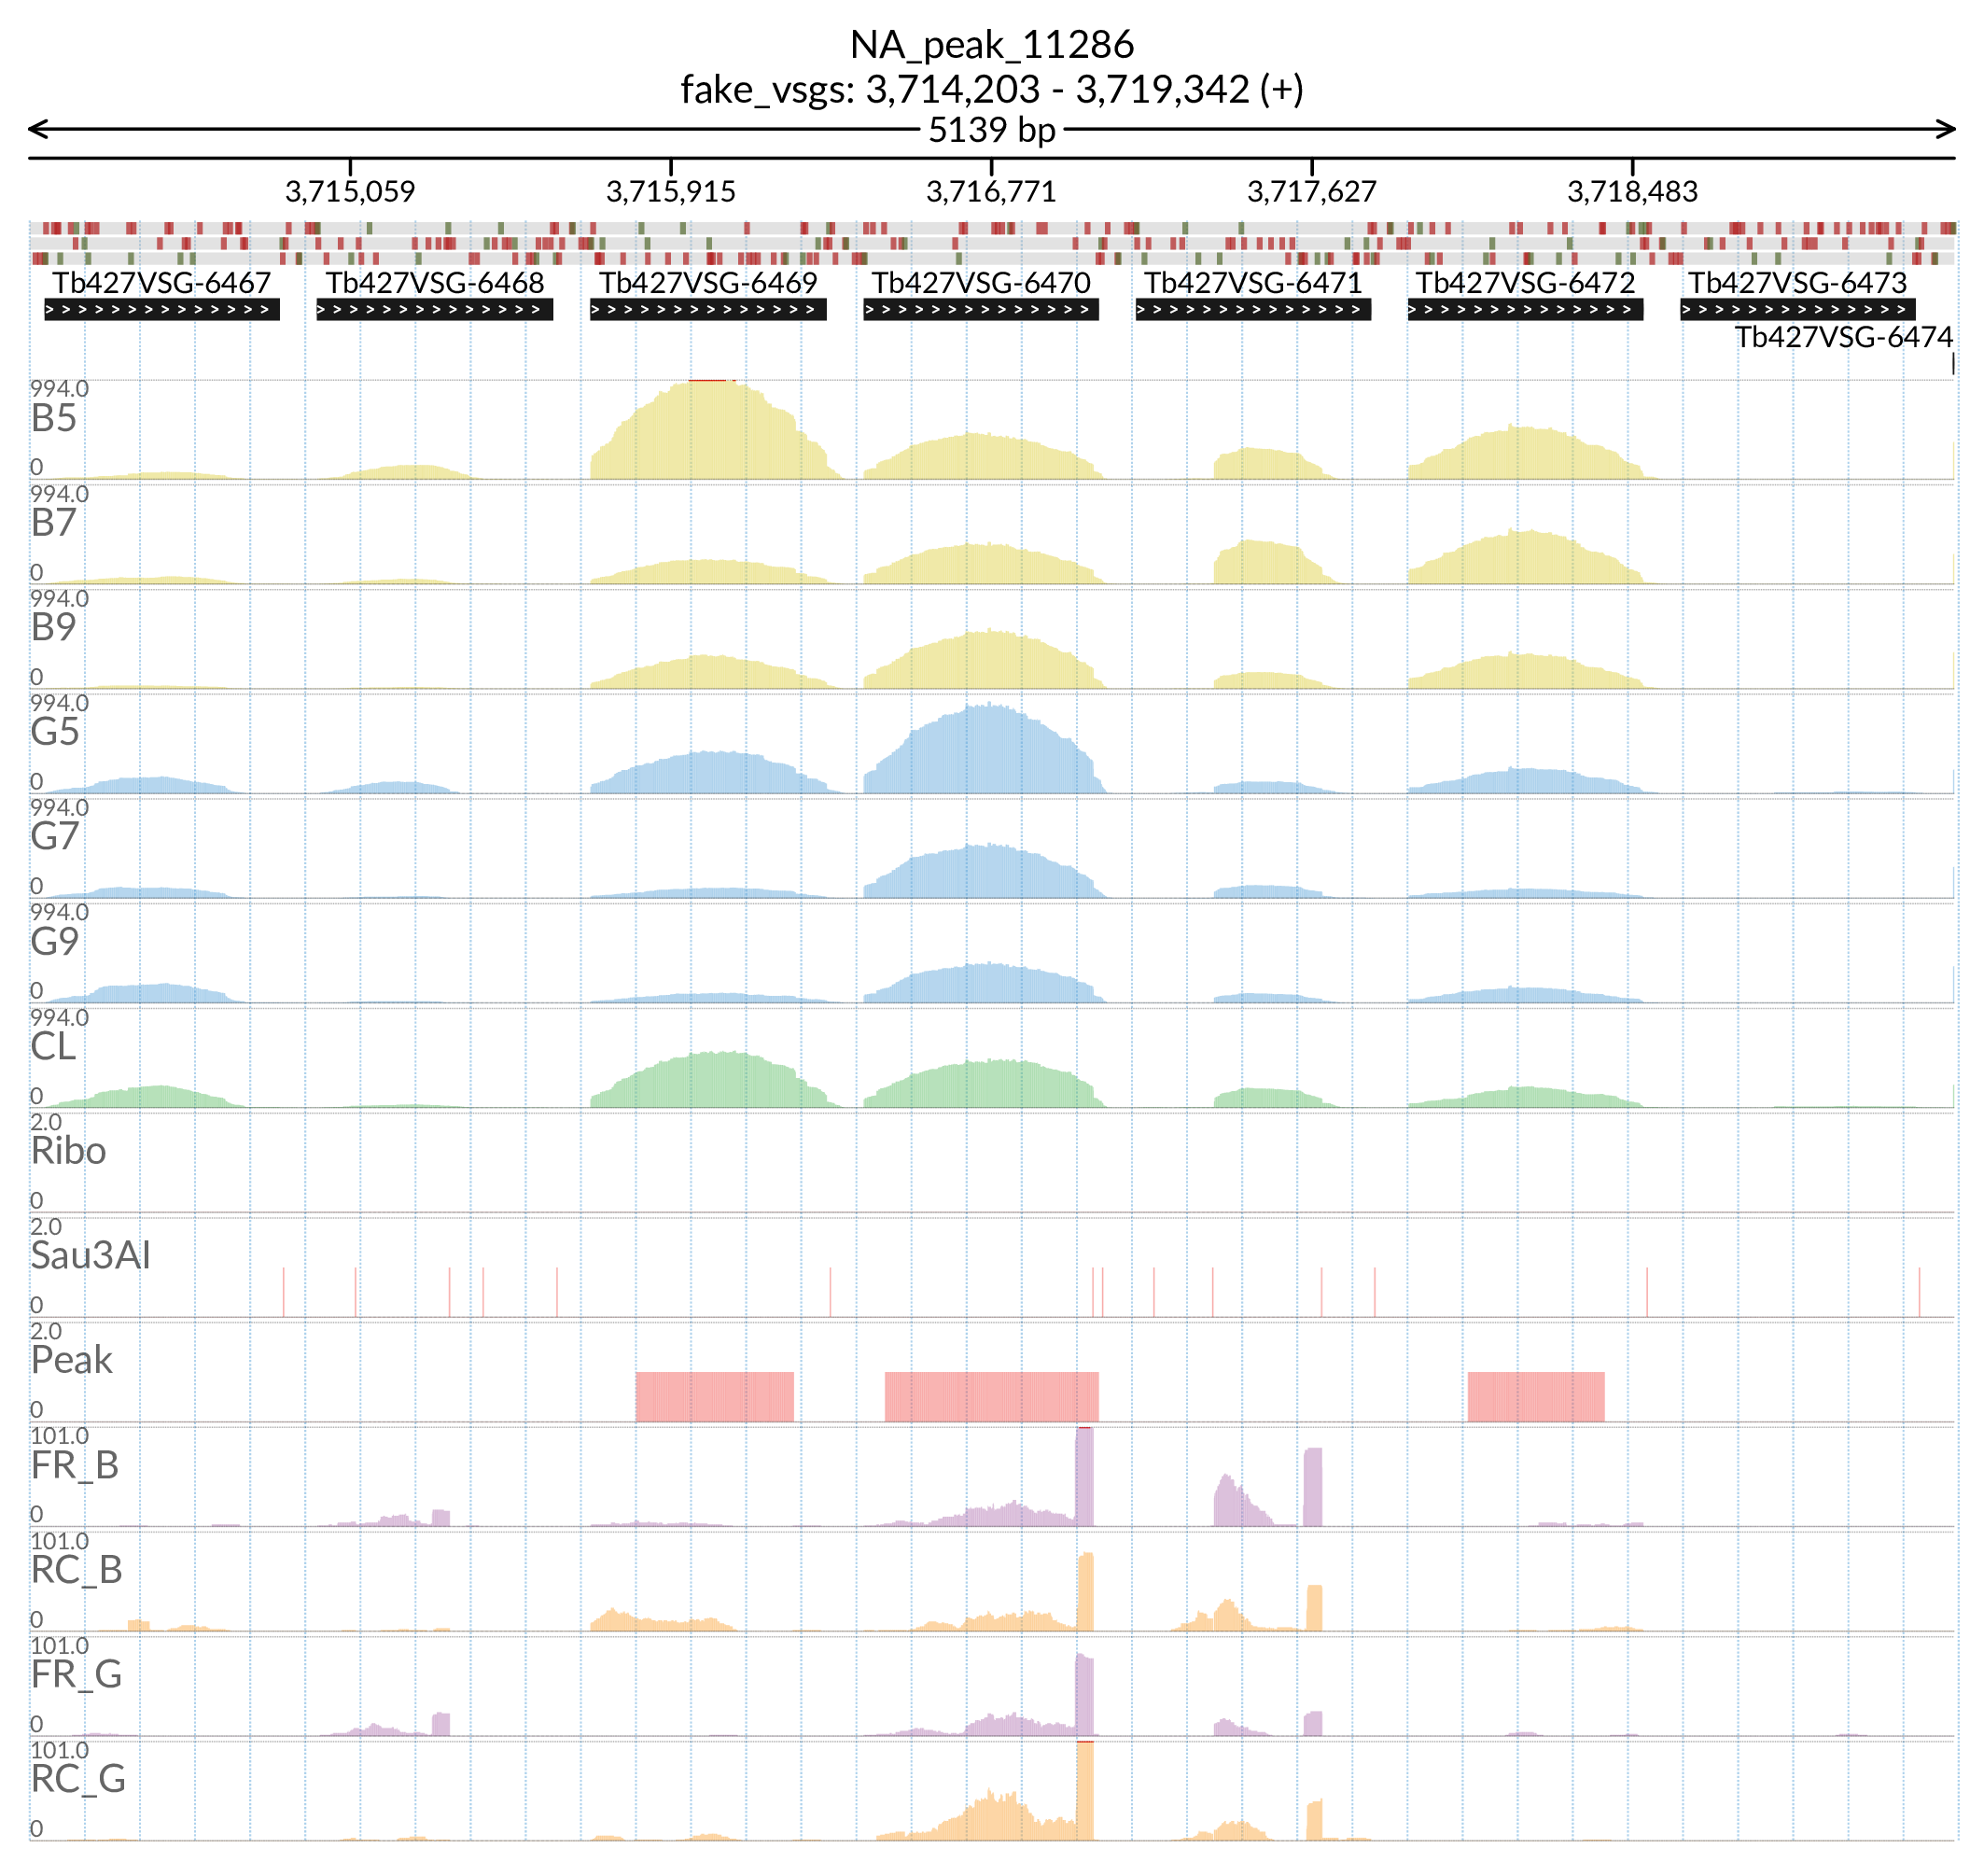 NA_peak_11286
fake_vsgs: 3,714,203 - 3,719,342 (+)
5139 bp
3,715,059 3,715,915 3,716,771 3,717,627 3,718,483
Tb427VSG-6467 Tb427VSG-6468 Tb427VSG-6469 Tb427VSG-6470 Tb427VSG-6471 Tb427VSG-6472 Tb427VSG-6473
Tb427VSG-6474
994.0
B5
0
994.0
B7
0
994.0
B9
0
994.0
G5
0
994.0
G7
0
994.0
G9
0
994.0
CL
0
2.0
Ribo
0
2.0
Sau3AI
0
2.0
Peak
0
101.0
FR_B
0
101.0
RC_B
0
101.0
FR_G
0
101.0
RC_G
0